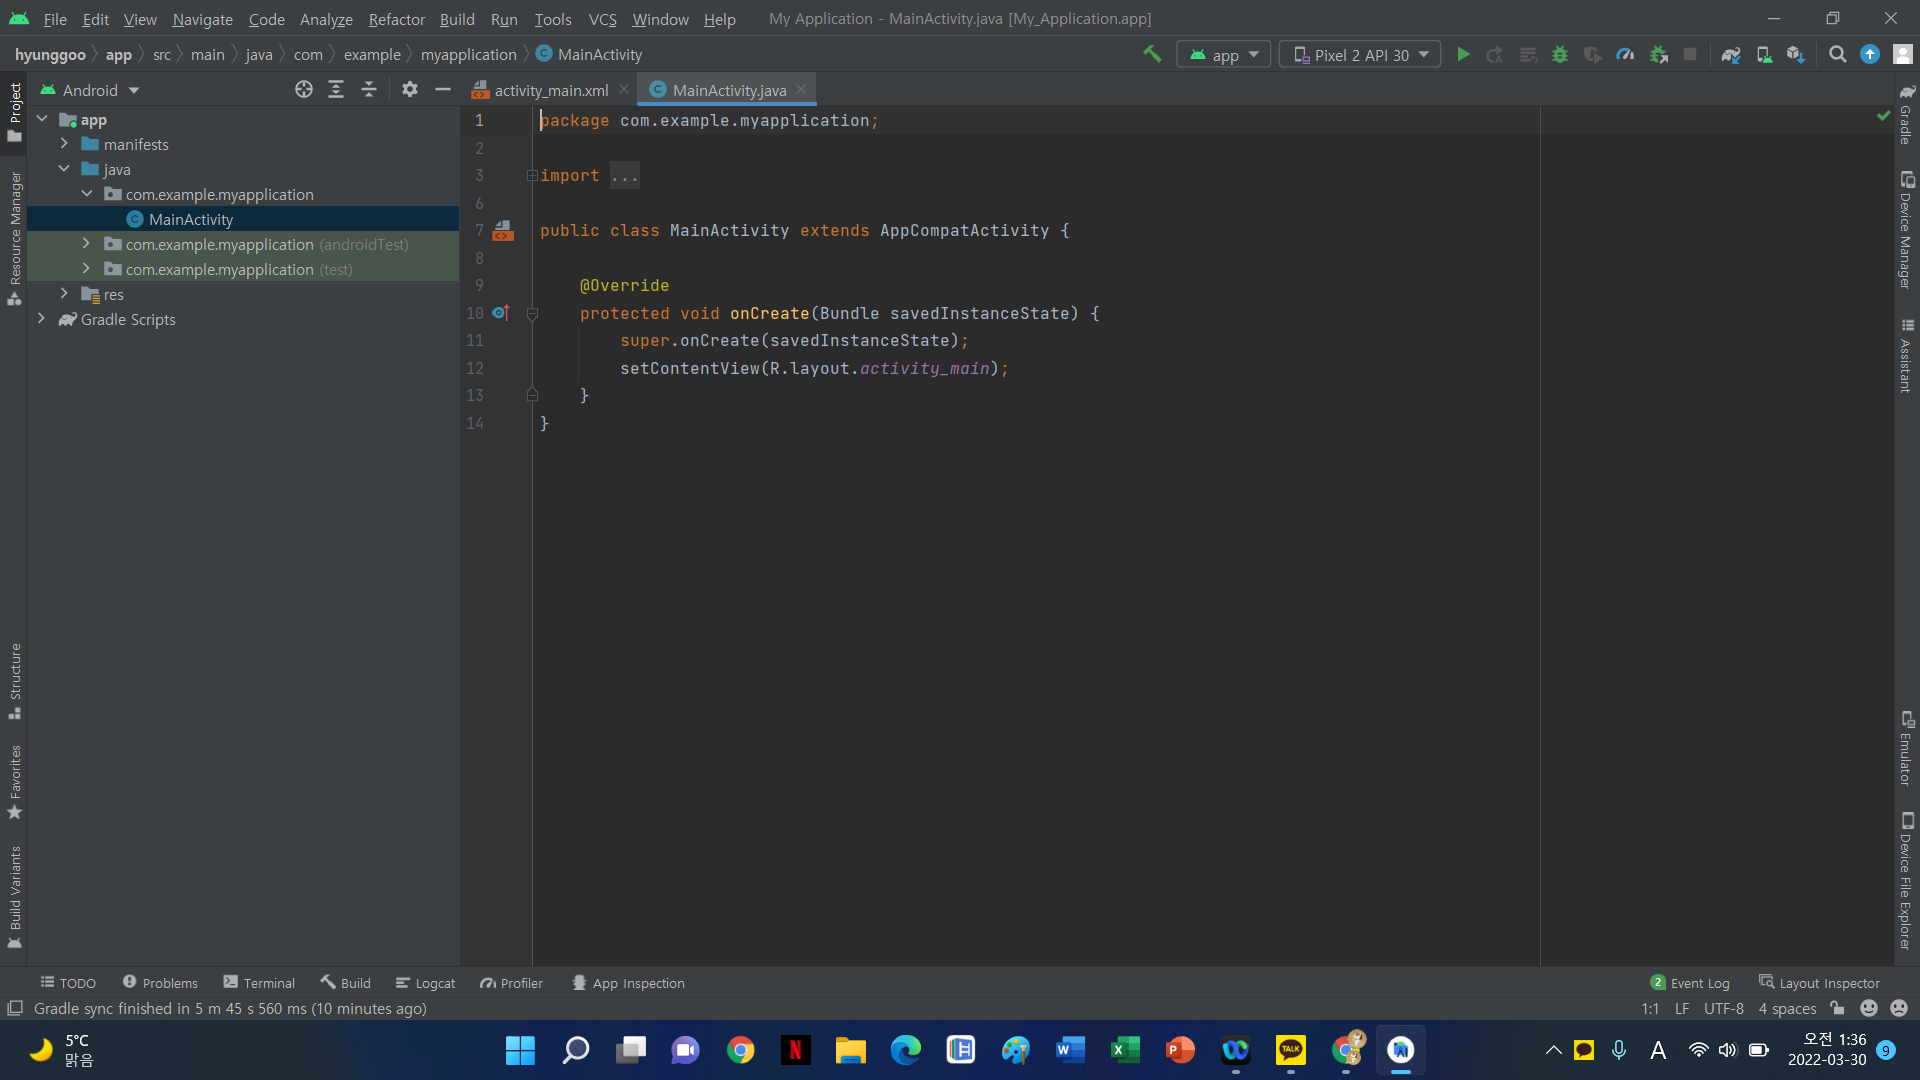 File Edit View Navigate Code Analyze Refactor Build Run Tools VCS Window Help My Application - MainActivity.java [My_Application.app]
hyunggoo app src main java com example myapplication MainActivity app Pixel 2 API 30
Android
activity_main.xml MainActivity.java
app
manifests
java
com.example.myapplication
MainActivity
com.example.myapplication (androidTest)
com.example.myapplication (test)
res
Gradle Scripts
1 package com.example.myapplication;
2
3 import ...
6
7 public class MainActivity extends AppCompatActivity {
8
9 @Override
10 protected void onCreate(Bundle savedInstanceState) {
11 super.onCreate(savedInstanceState);
12 setContentView(R.layout.activity_main);
13 }
14 }
Project
Resource Manager
Structure
Favorites
Build Variants
Gradle
Device Manager
Assistant
Emulator
Device File Explorer
TODO Problems Terminal Build Logcat Profiler App Inspection 2 Event Log Layout Inspector
Gradle sync finished in 5 m 45 s 560 ms (10 minutes ago) 1:1 LF UTF-8 4 spaces
5°C
맑음
N
H
W
X
P
TALK
AI
A
오전 1:36
2022-03-30
9